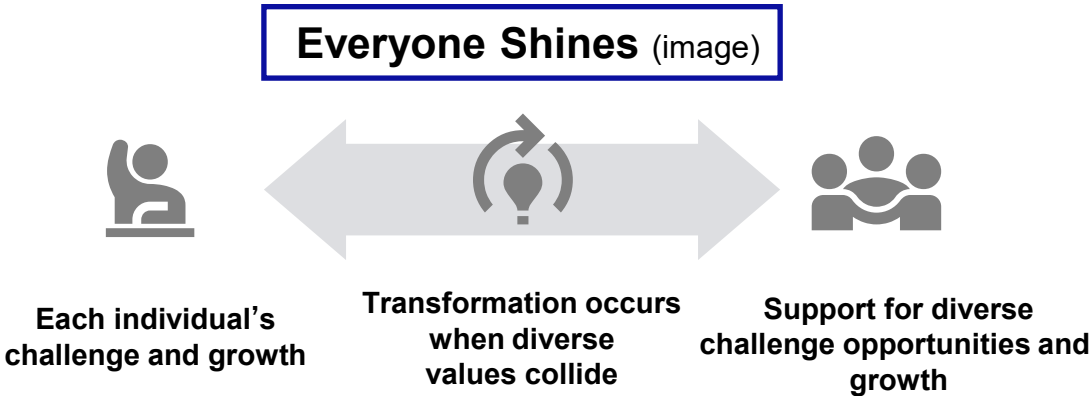 Everyone Shines (image)
Each individual’s
challenge and growth
Transformation occurs
when diverse
values collide
Support for diverse
challenge opportunities and
growth